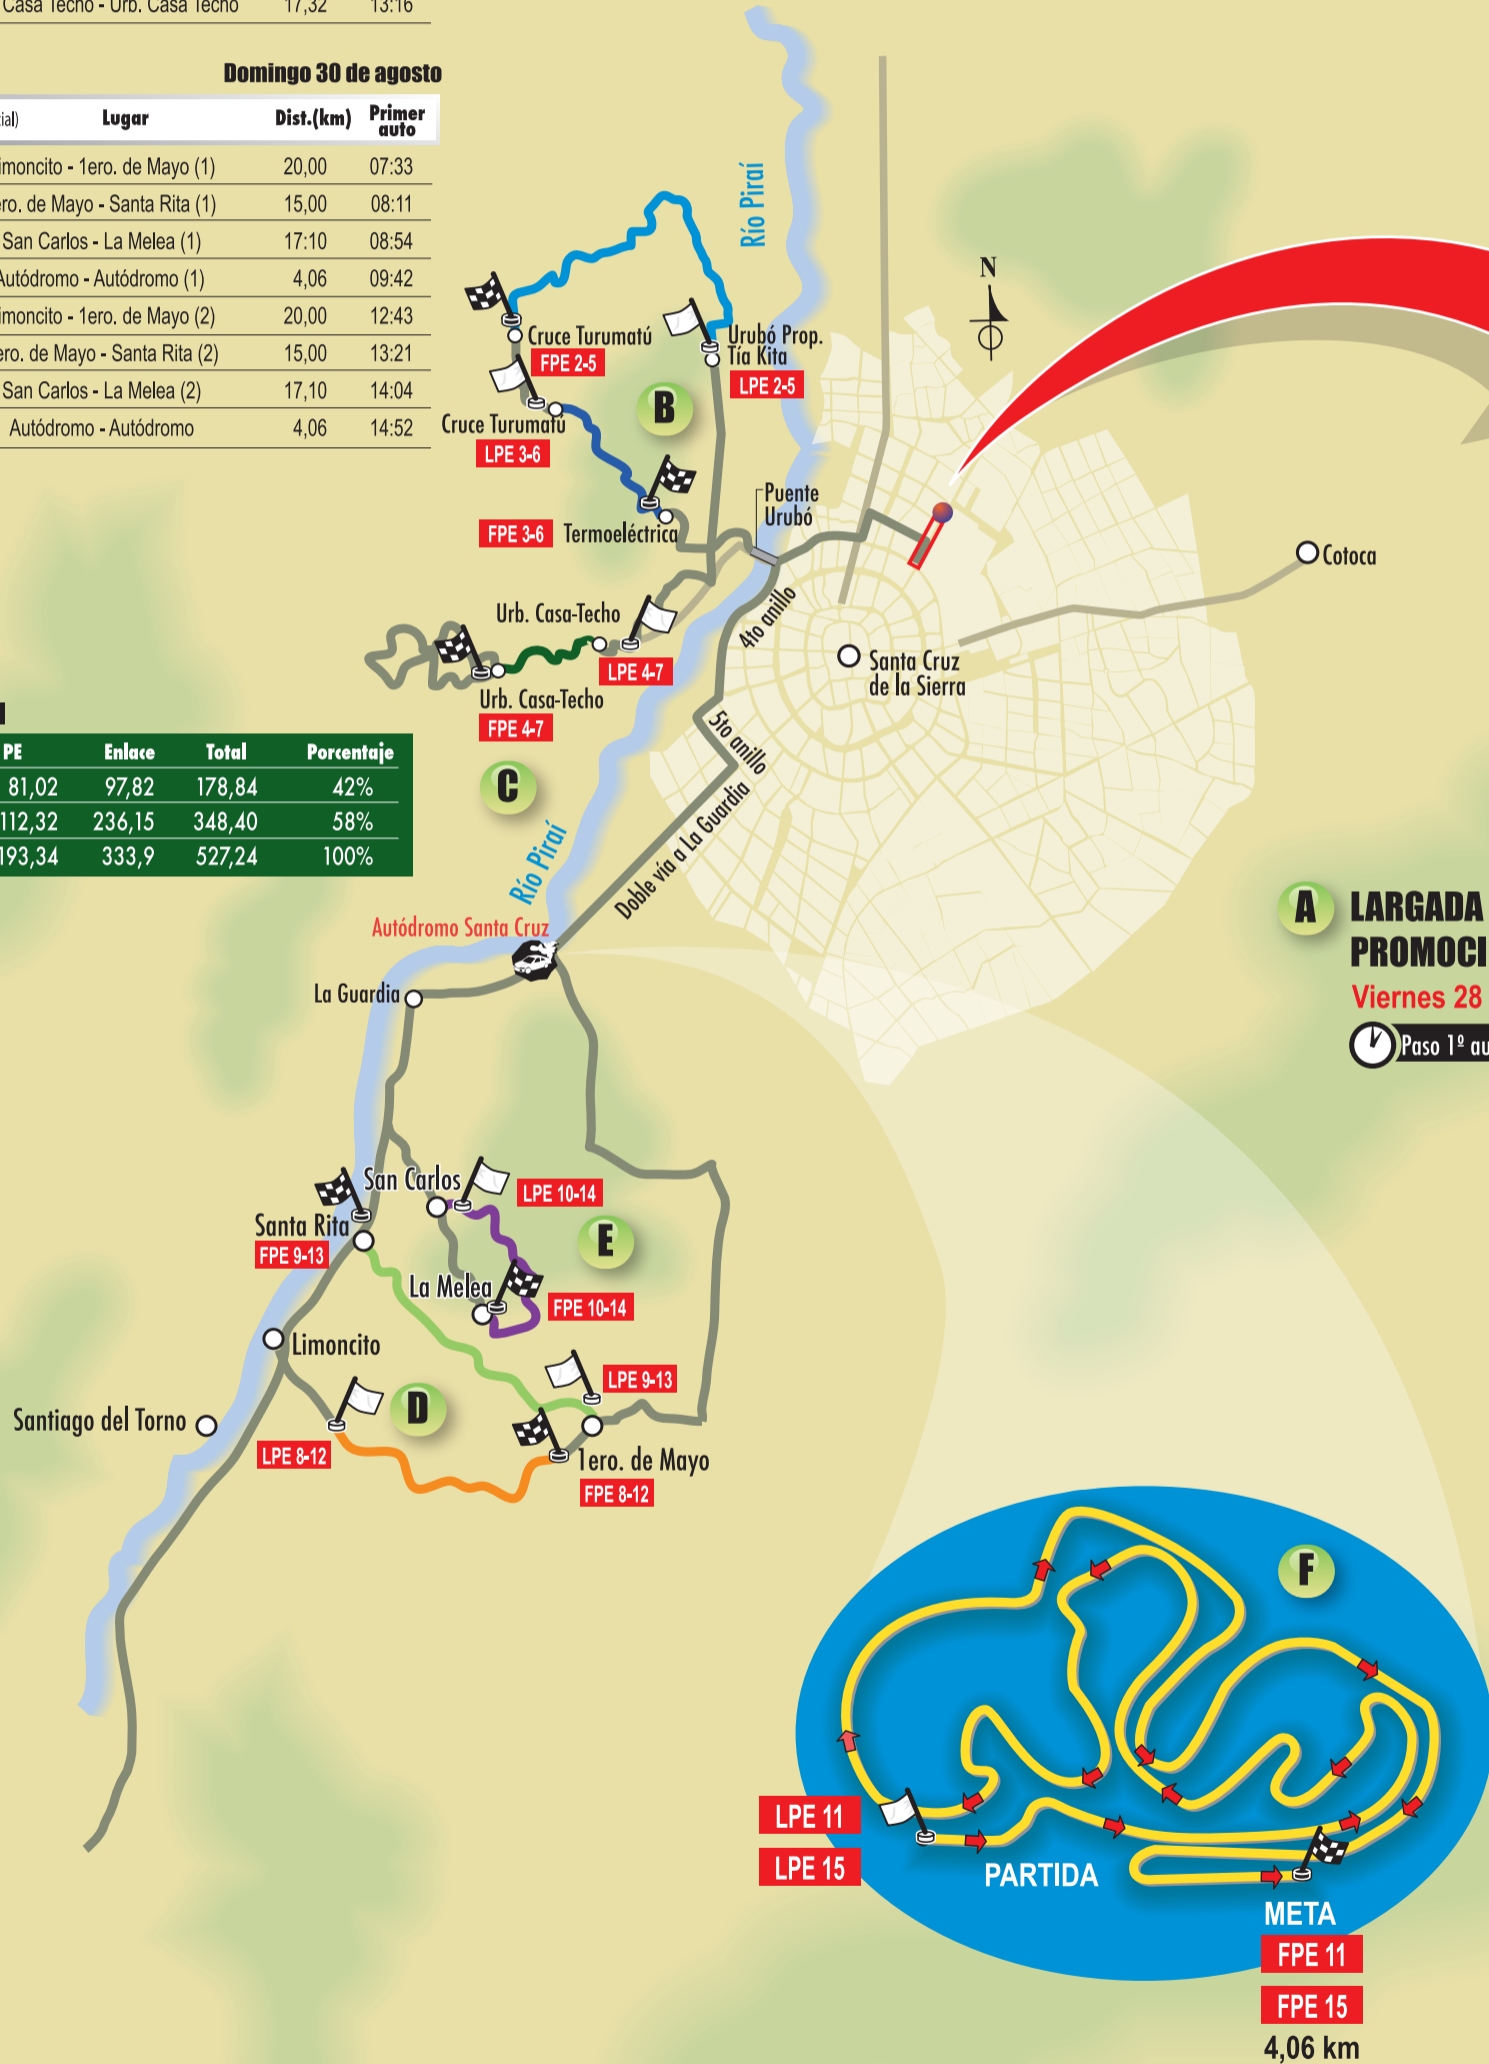 Casa Techo - Urb. Casa Techo 17,32 13:16
Domingo 30 de agosto
cial) Lugar Dist.(km) Primer auto
imoncito - 1ero. de Mayo (1) 20,00 07:33
ero. de Mayo - Santa Rita (1) 15,00 08:11
San Carlos - La Melea (1) 17:10 08:54
Autódromo - Autódromo (1) 4,06 09:42
imoncito - 1ero. de Mayo (2) 20,00 12:43
ero. de Mayo - Santa Rita (2) 15,00 13:21
San Carlos - La Melea (2) 17,10 14:04
Autódromo - Autódromo 4,06 14:52
Río Piraí
N
Cruce Turumatú
FPE 2-5
Urubó Prop.
Tía Kita
LPE 2-5
B
Cruce Turumatú
LPE 3-6
FPE 3-6
Termoeléctrica
Puente
Urubó
Cotoca
4to anillo
Urb. Casa-Techo
LPE 4-7
Santa Cruz
de la Sierra
Urb. Casa-Techo
FPE 4-7
5to anillo
PE Enlace Total Porcentaje
81,02 97,82 178,84 42%
112,32 236,15 348,40 58%
193,34 333,9 527,24 100%
C
Río Piraí
Doble vía a La Guardia
Autódromo Santa Cruz
La Guardia
A
LARGADA
PROMOCI
Viernes 28
Paso 1º au
San Carlos
LPE 10-14
Santa Rita
FPE 9-13
E
La Melea
FPE 10-14
Limoncito
LPE 9-13
D
Santiago del Torno
LPE 8-12
1ero. de Mayo
FPE 8-12
F
LPE 11
LPE 15
PARTIDA
META
FPE 11
FPE 15
4,06 km